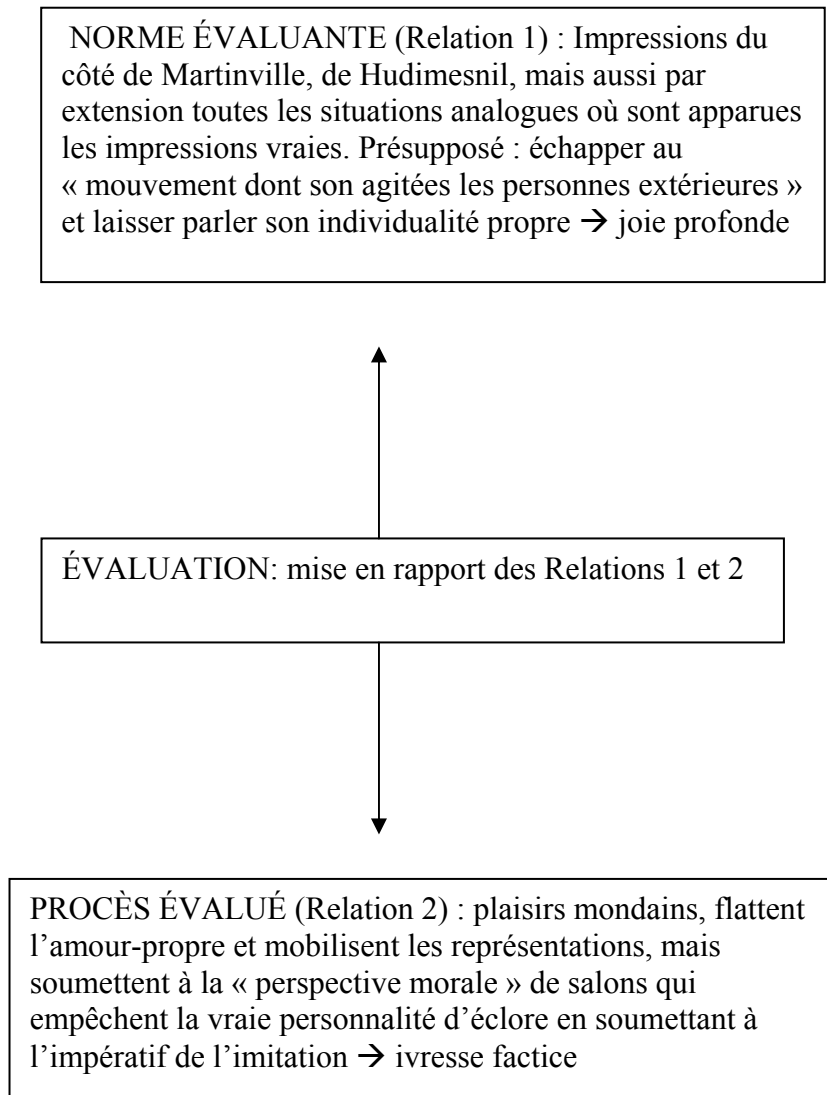 NORME ÉVALUANTE (Relation 1) : Impressions du
côté de Martinville, de Hudimesnil, mais aussi par
extension toutes les situations analogues où sont apparues
les impressions vraies. Présupposé : échapper au
« mouvement dont son agitées les personnes extérieures »
et laisser parler son individualité propre → joie profonde
ÉVALUATION: mise en rapport des Relations 1 et 2
PROCÈS ÉVALUÉ (Relation 2) : plaisirs mondains, flattent
l’amour-propre et mobilisent les représentations, mais
soumettent à la « perspective morale » de salons qui
empêchent la vraie personnalité d’éclore en soumettant à
l’impératif de l’imitation → ivresse factice